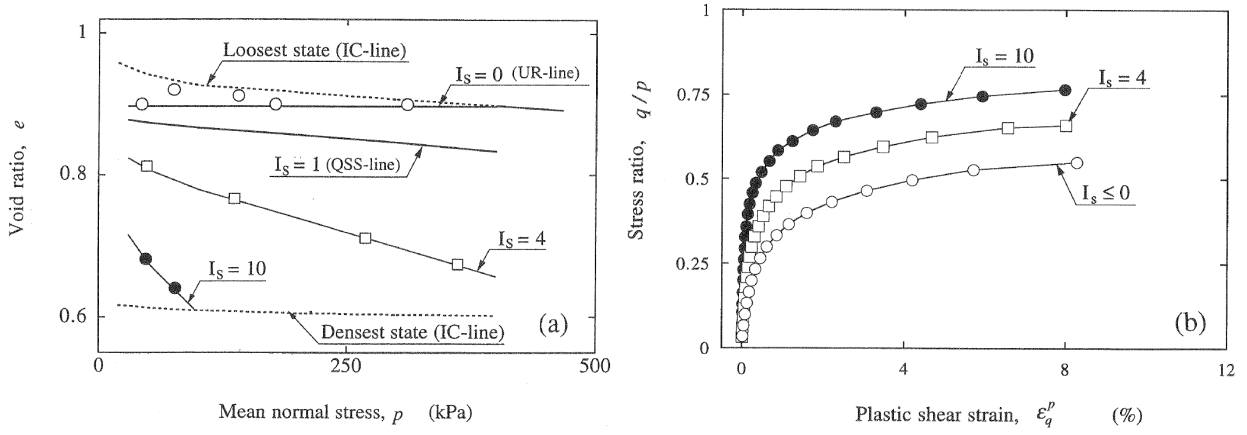 1
Loosest state (IC-line)
I_S = 0 (UR-line)
I_S = 1 (QSS-line)
0.8
I_S = 4
I_S = 10
Densest state (IC-line)
0.6
(a)
0
250
500
Void ratio, e
Mean normal stress, p (kPa)
1
I_S = 10
I_S = 4
0.75
0.5
I_S ≤ 0
0.25
(b)
0
0
4
8
12
Stress ratio, q / p
Plastic shear strain, ε_q^p (%)